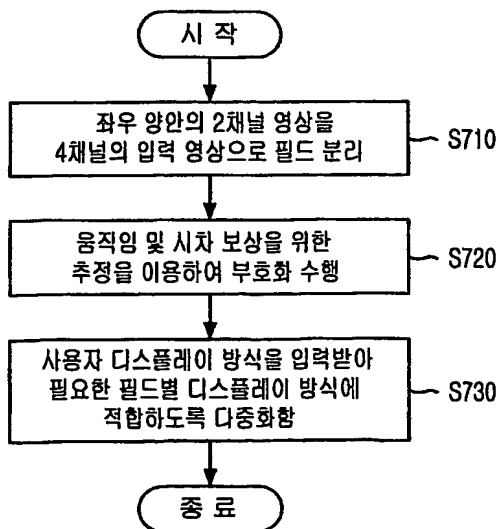 시 작
좌우 양안의 2채널 영상을
4채널의 입력 영상으로 필드 분리
S710
움직임 및 시차 보상을 위한
추정을 이용하여 부호화 수행
S720
사용자 디스플레이 방식을 입력받아
필요한 필드별 디스플레이 방식에
적합하도록 다중화함
S730
종 료